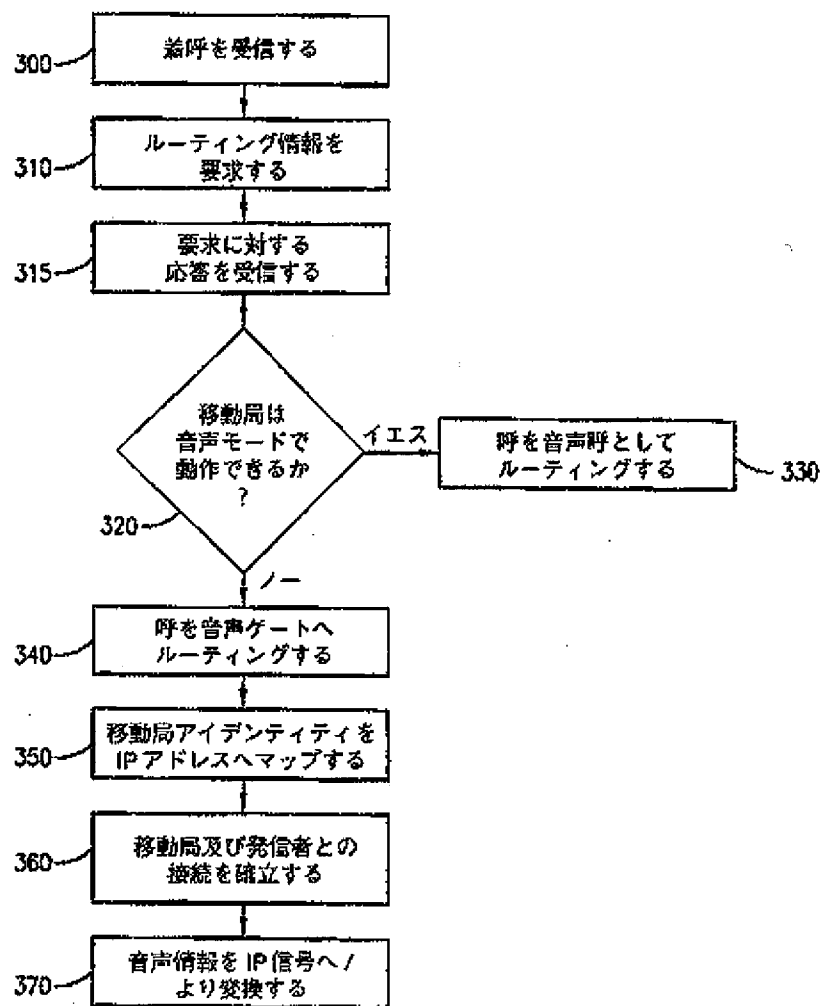 300
着呼を受信する
310
ルーティング情報を
要求する
315
要求に対する
応答を受信する
移動局は
音声モードで
動作できるか
?
320
イエス
呼を音声呼として
ルーティングする
330
ノー
340
呼を音声ゲートへ
ルーティングする
350
移動局アイデンティティを
IPアドレスへマップする
360
移動局及び発信者との
接続を確立する
370
音声情報をIP信号へ/
より変換する